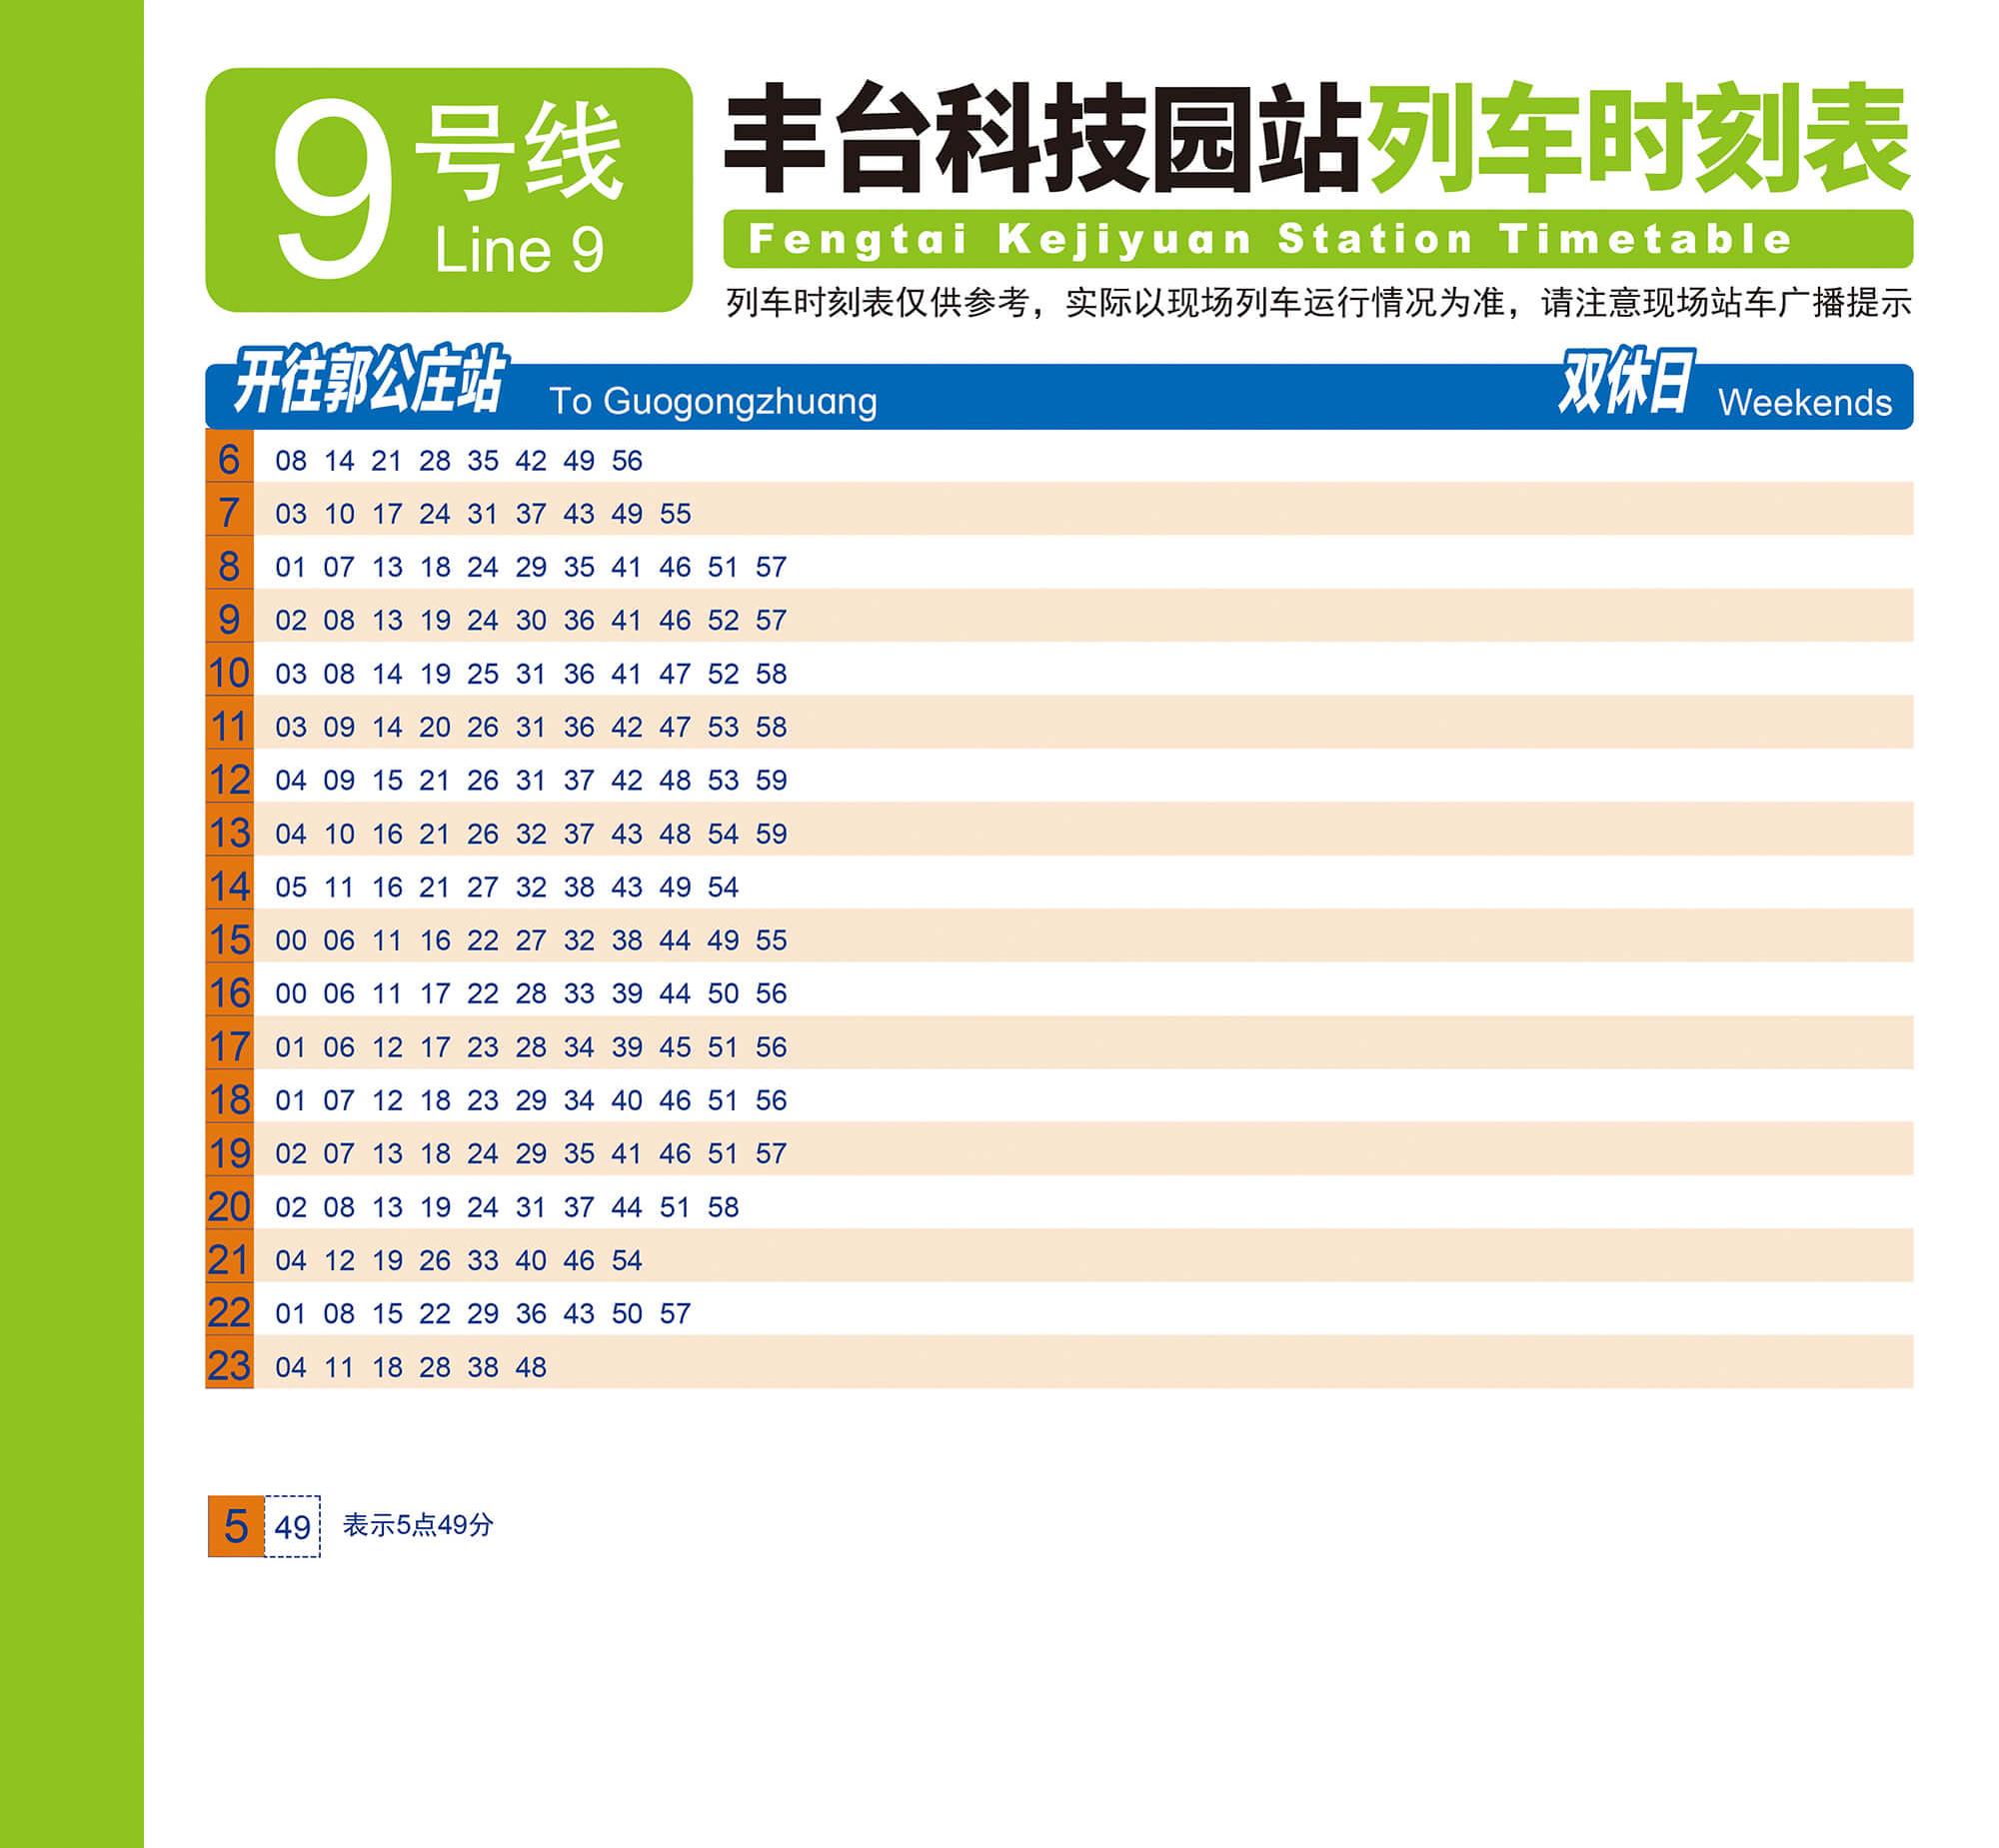 9号线
Line 9
丰台科技园站列车时刻表
Fengtai Kejiyuan Station Timetable
列车时刻表仅供参考，实际以现场列车运行情况为准，请注意现场站车广播提示
开往郭公庄站 To Guogongzhuang 双休日 Weekends
6 08 14 21 28 35 42 49 56
7 03 10 17 24 31 37 43 49 55
8 01 07 13 18 24 29 35 41 46 51 57
9 02 08 13 19 24 30 36 41 46 52 57
10 03 08 14 19 25 31 36 41 47 52 58
11 03 09 14 20 26 31 36 42 47 53 58
12 04 09 15 21 26 31 37 42 48 53 59
13 04 10 16 21 26 32 37 43 48 54 59
14 05 11 16 21 27 32 38 43 49 54
15 00 06 11 16 22 27 32 38 44 49 55
16 00 06 11 17 22 28 33 39 44 50 56
17 01 06 12 17 23 28 34 39 45 51 56
18 01 07 12 18 23 29 34 40 46 51 56
19 02 07 13 18 24 29 35 41 46 51 57
20 02 08 13 19 24 31 37 44 51 58
21 04 12 19 26 33 40 46 54
22 01 08 15 22 29 36 43 50 57
23 04 11 18 28 38 48
5 49 表示5点49分